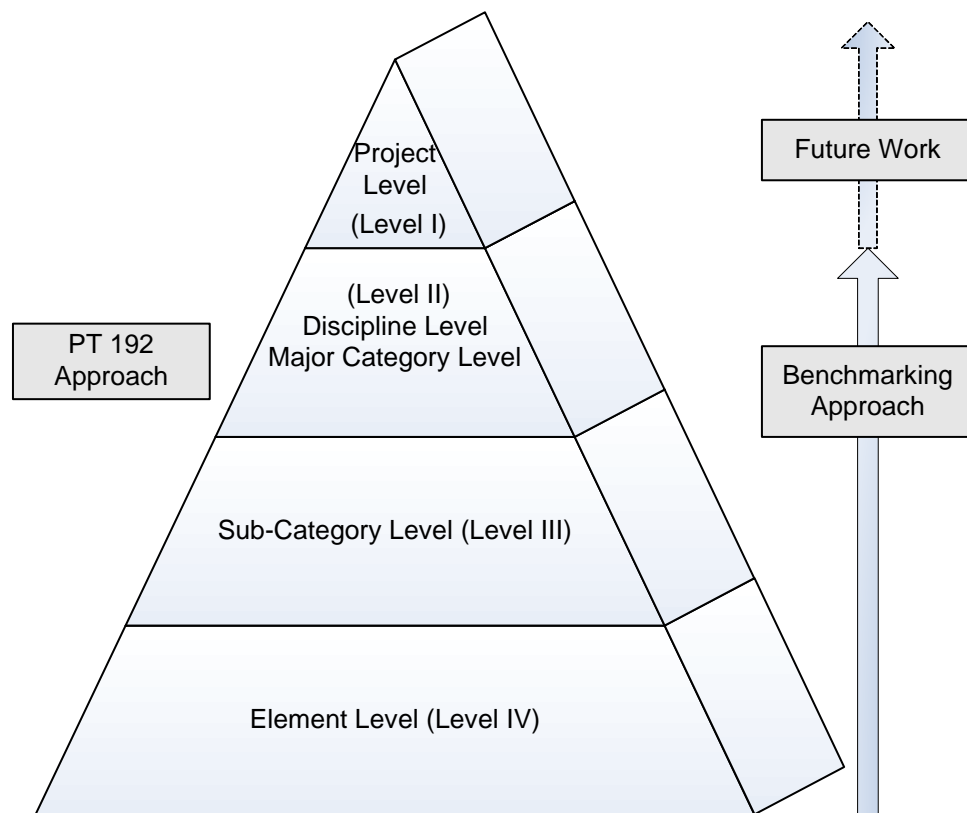 Project
Level
(Level I)
Future Work
(Level II)
Discipline Level
Major Category Level
PT 192
Approach
Benchmarking
Approach
Sub-Category Level (Level III)
Element Level (Level IV)